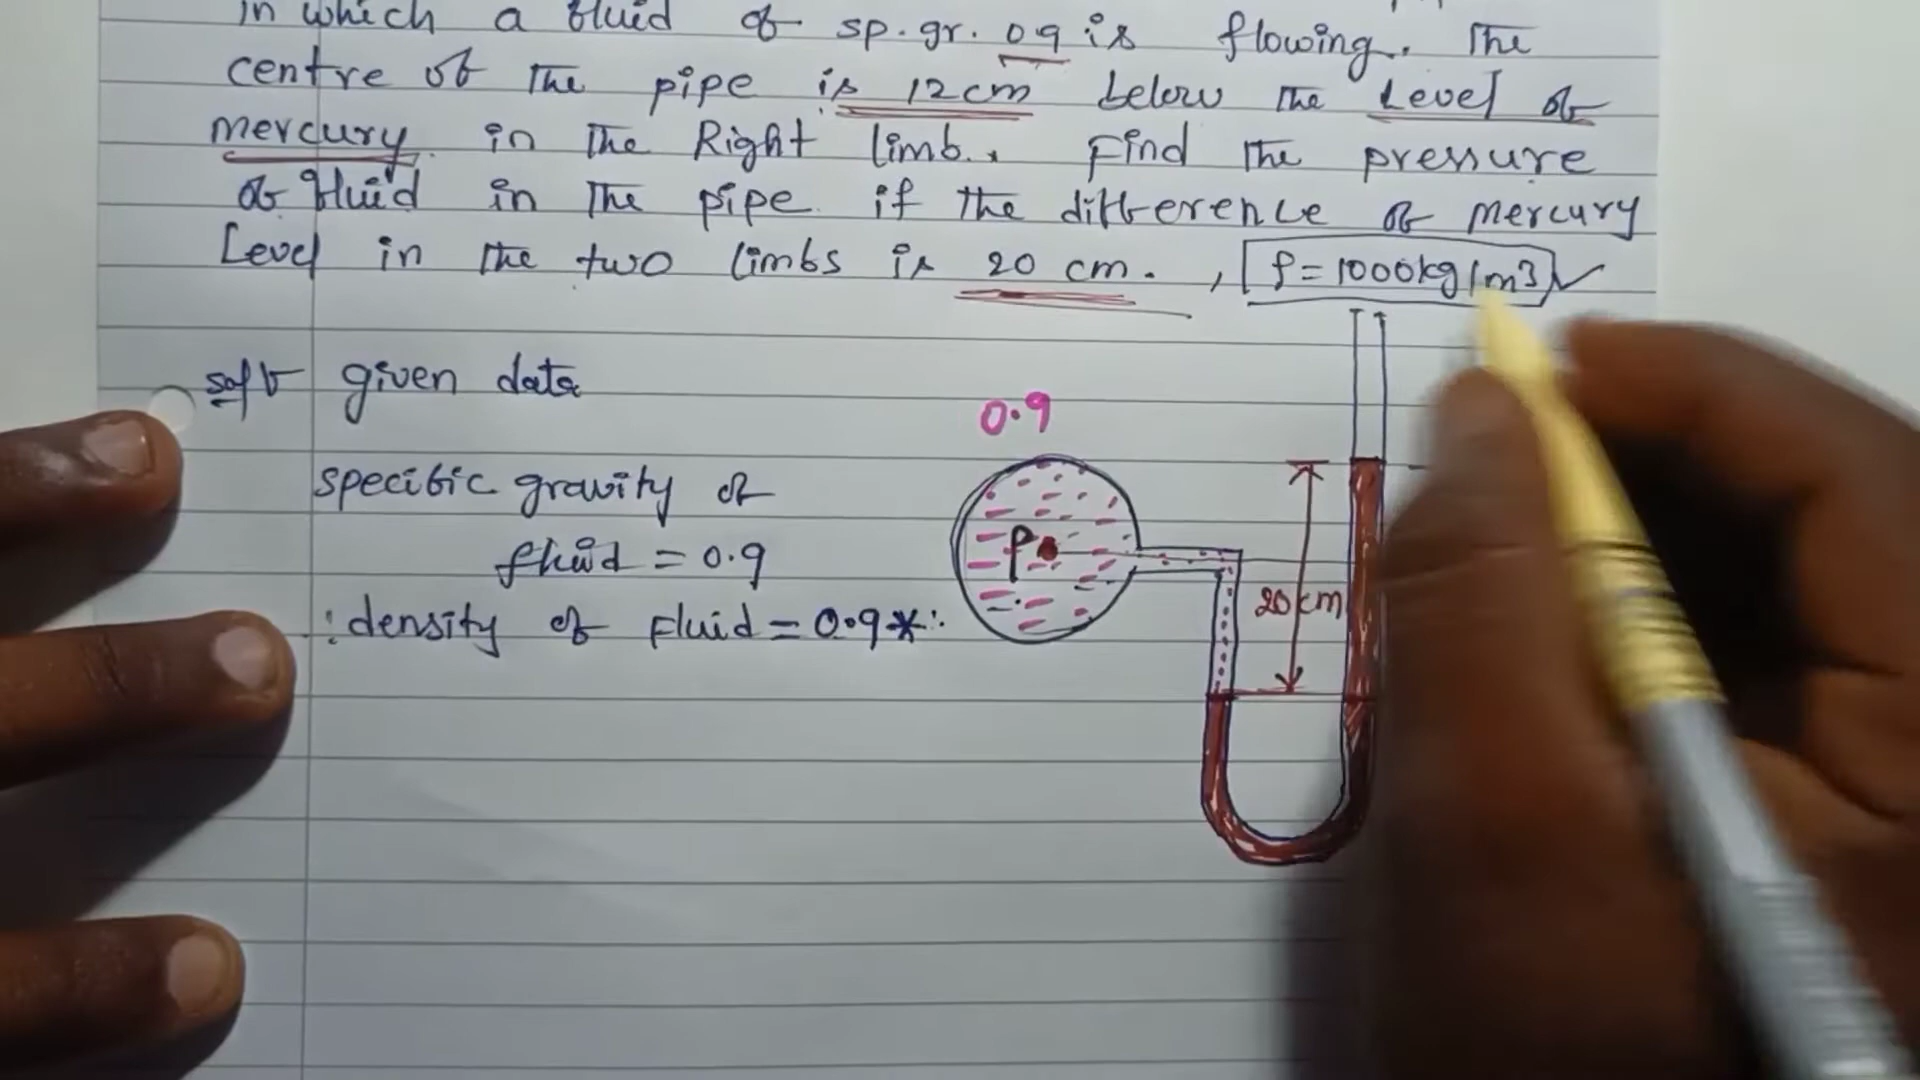 in which a fluid of sp.gr. 0.9 is flowing. The
centre of the pipe is 12cm below the Level of
mercury in the Right limb. Find the pressure
of fluid in the pipe if the difference of mercury
Level in the two limbs is 20 cm. , ρ = 1000kg/m3
given data
specific gravity of
fluid = 0.9
∴ density of Fluid = 0.9*
0.9
P
20 cm